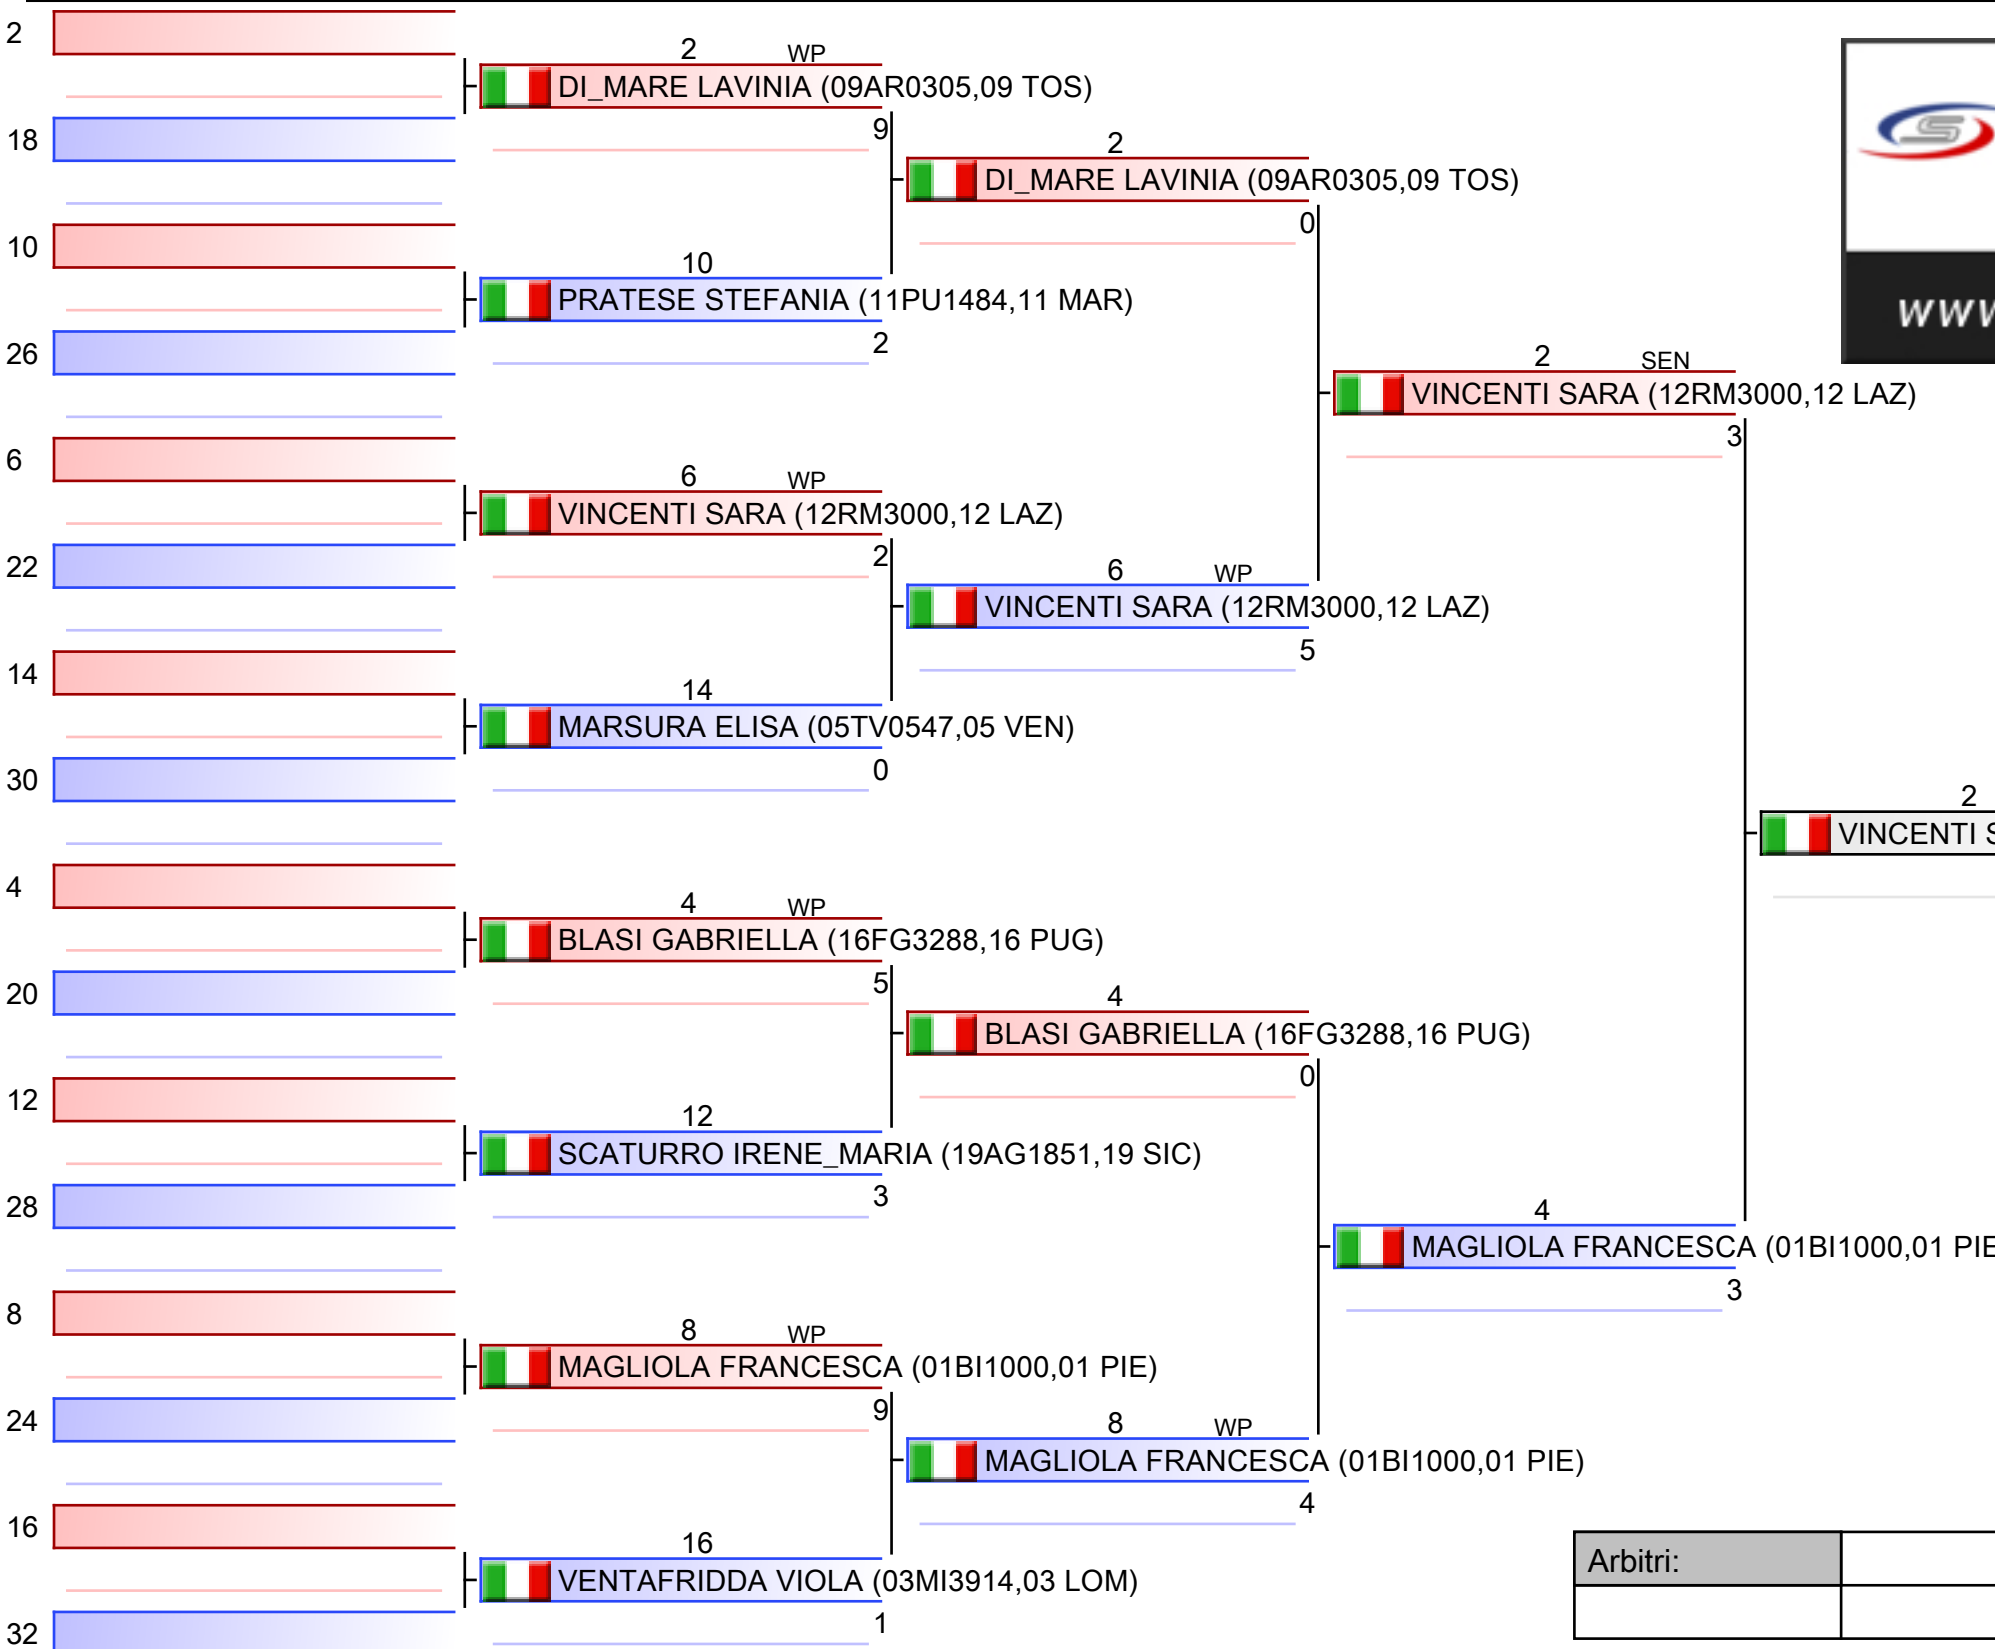 2
2 WP
DI_MARE LAVINIA (09AR0305,09 TOS)
9
18
2
DI_MARE LAVINIA (09AR0305,09 TOS)
0
10
10
PRATESE STEFANIA (11PU1484,11 MAR)
2
26
www
2 SEN
VINCENTI SARA (12RM3000,12 LAZ)
3
6
6 WP
VINCENTI SARA (12RM3000,12 LAZ)
2
22
6 WP
VINCENTI SARA (12RM3000,12 LAZ)
5
14
14
MARSURA ELISA (05TV0547,05 VEN)
0
30
2
VINCENTI S
4
4 WP
BLASI GABRIELLA (16FG3288,16 PUG)
5
20
4
BLASI GABRIELLA (16FG3288,16 PUG)
0
12
12
SCATURRO IRENE_MARIA (19AG1851,19 SIC)
3
28
4
MAGLIOLA FRANCESCA (01BI1000,01 PIE
3
8
8 WP
MAGLIOLA FRANCESCA (01BI1000,01 PIE)
9
24
8 WP
MAGLIOLA FRANCESCA (01BI1000,01 PIE)
4
16
16
VENTAFRIDDA VIOLA (03MI3914,03 LOM)
1
32
Arbitri: